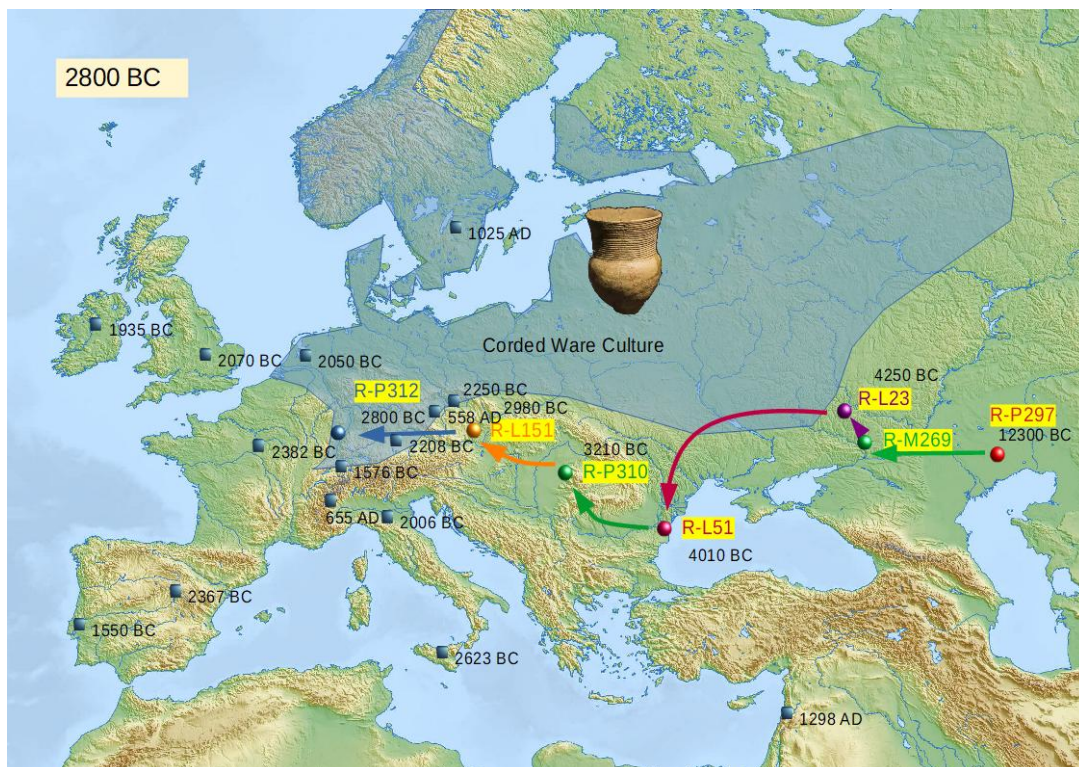 2800 BC
1025 AD
1935 BC
2070 BC
2050 BC
Corded Ware Culture
4250 BC
R-L23
R-P297
12300 BC
R-M269
R-P312
2250 BC
2800 BC
558 AD
2980 BC
R-L151
2382 BC
2208 BC
3210 BC
R-P310
1576 BC
655 AD
2006 BC
R-L51
4010 BC
2367 BC
1550 BC
2623 BC
1298 AD